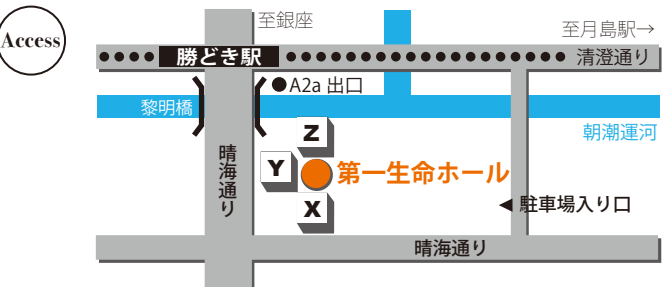 Access
至銀座
至月島駅→
勝どき駅
清澄通り
●A2a 出口
黎明橋
朝潮運河
晴海通り
Z
Y
第一生命ホール
X
◀ 駐車場入り口
晴海通り